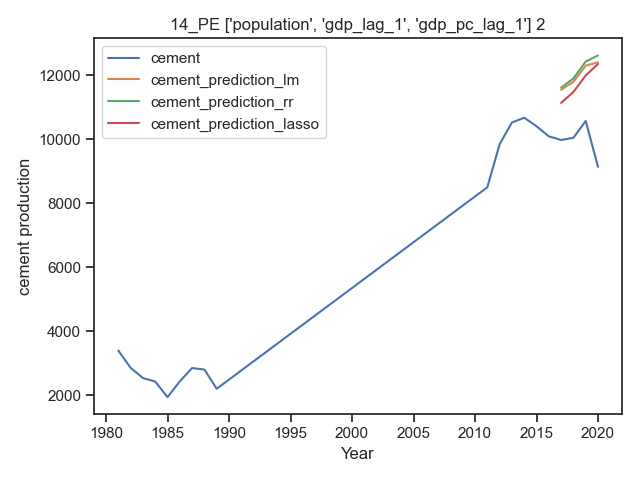 14_PE ['population', 'gdp_lag_1', 'gdp_pc_lag_1'] 2
cement
cement_prediction_lm
cement_prediction_rr
cement_prediction_lasso
cement production
12000
10000
8000
6000
4000
2000
1980
1985
1990
1995
2000
2005
2010
2015
2020
Year